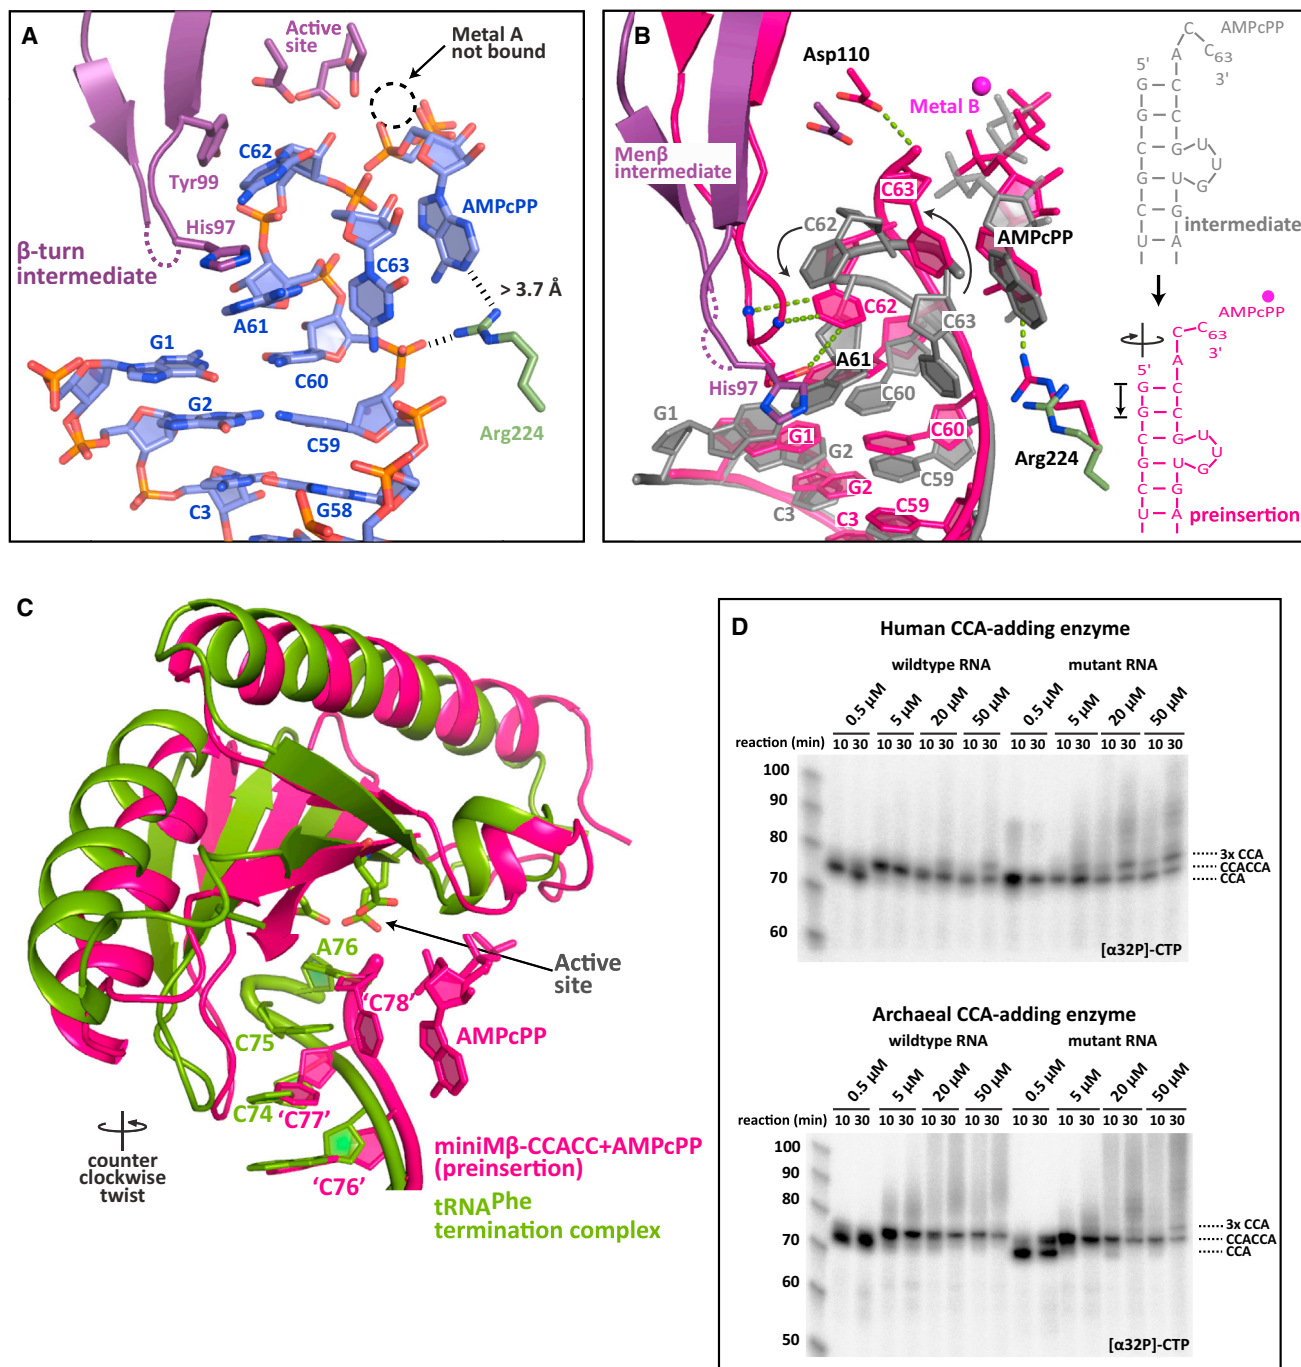 A
Active
site
Metal A
not bound
C62
Tyr99
His97
AMPcPP
β-turn
intermediate
C63
> 3.7 Å
A61
G1
C60
G2
C59
Arg224
C3
G58
B
Asp110
Metal B
Menβ
intermediate
C63
C62
AMPcPP
C62
C63
A61
His97
C60
G1
G1
C60
G2
C59
Arg224
G2
C3
C3
C59
C
AMPcPP
C
63
5'
A
3'
G
C
G
C
U
C
G
U
G
U
G
C
G
U
A
intermediate
AMPcPP
C
C
63
5'
3'
G
A
G
C
C
C
G
G
U
U
C
U
G
G
U
A
preinsertion
C
A76
Active
site
'C78'
C75
AMPcPP
C74
'C77'
counter
clockwise
twist
'C76'
miniMβ-CCACC+AMPcPP
(preinsertion)
tRNAPhe
termination complex
D
Human CCA-adding enzyme
wildtype RNA mutant RNA
0.5 µM 5 µM 20 µM 50 µM 0.5 µM 5 µM 20 µM 50 µM
reaction (min) 10 30 10 30 10 30 10 30 10 30 10 30 10 30 10 30
100
90
80
70
60
3x CCA
CCACCA
CCA
[α32P]-CTP
Archaeal CCA-adding enzyme
wildtype RNA mutant RNA
0.5 µM 5 µM 20 µM 50 µM 0.5 µM 5 µM 20 µM 50 µM
reaction (min) 10 30 10 30 10 30 10 30 10 30 10 30 10 30 10 30
100
90
80
70
60
50
3x CCA
CCACCA
CCA
[α32P]-CTP